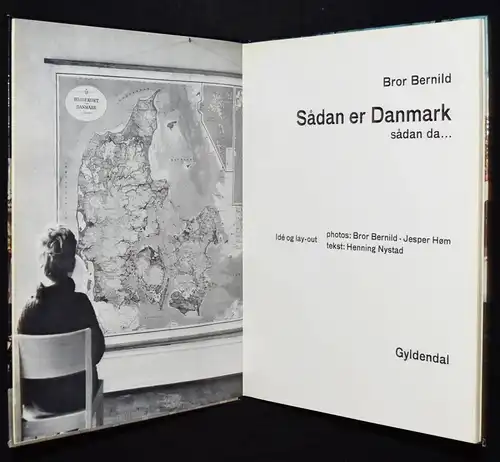 DANMARK
Bror Bernild
Sådan er Danmark
sådan da...
Idé og lay-out photos: Bror Bernild - Jesper Høm
tekst: Henning Nystad
Gyldendal